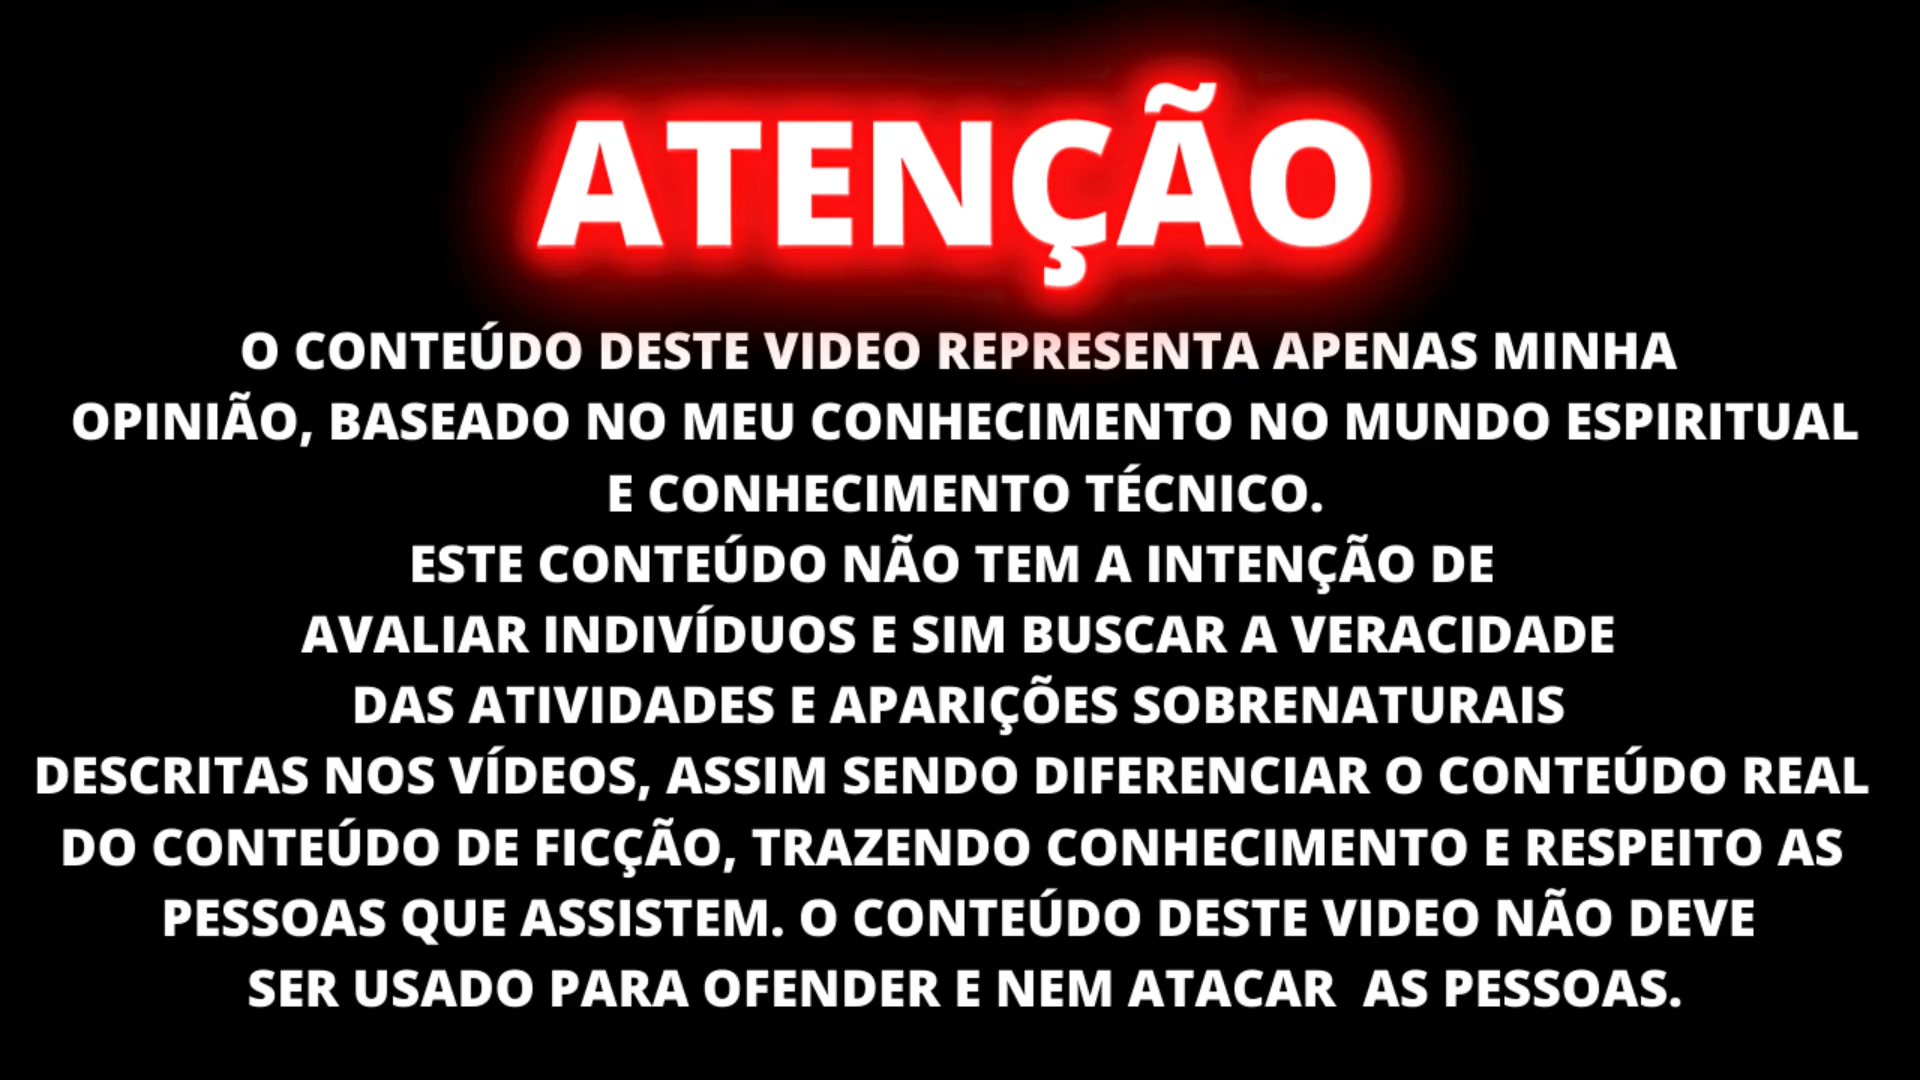 ATENÇÃO
O CONTEÚDO DESTE VIDEO REPRESENTA APENAS MINHA
OPINIÃO, BASEADO NO MEU CONHECIMENTO NO MUNDO ESPIRITUAL
E CONHECIMENTO TÉCNICO.
ESTE CONTEÚDO NÃO TEM A INTENÇÃO DE
AVALIAR INDIVÍDUOS E SIM BUSCAR A VERACIDADE
DAS ATIVIDADES E APARIÇÕES SOBRENATURAIS
DESCRITAS NOS VÍDEOS, ASSIM SENDO DIFERENCIAR O CONTEÚDO REAL
DO CONTEÚDO DE FICÇÃO, TRAZENDO CONHECIMENTO E RESPEITO AS
PESSOAS QUE ASSISTEM. O CONTEÚDO DESTE VIDEO NÃO DEVE
SER USADO PARA OFENDER E NEM ATACAR  AS PESSOAS.